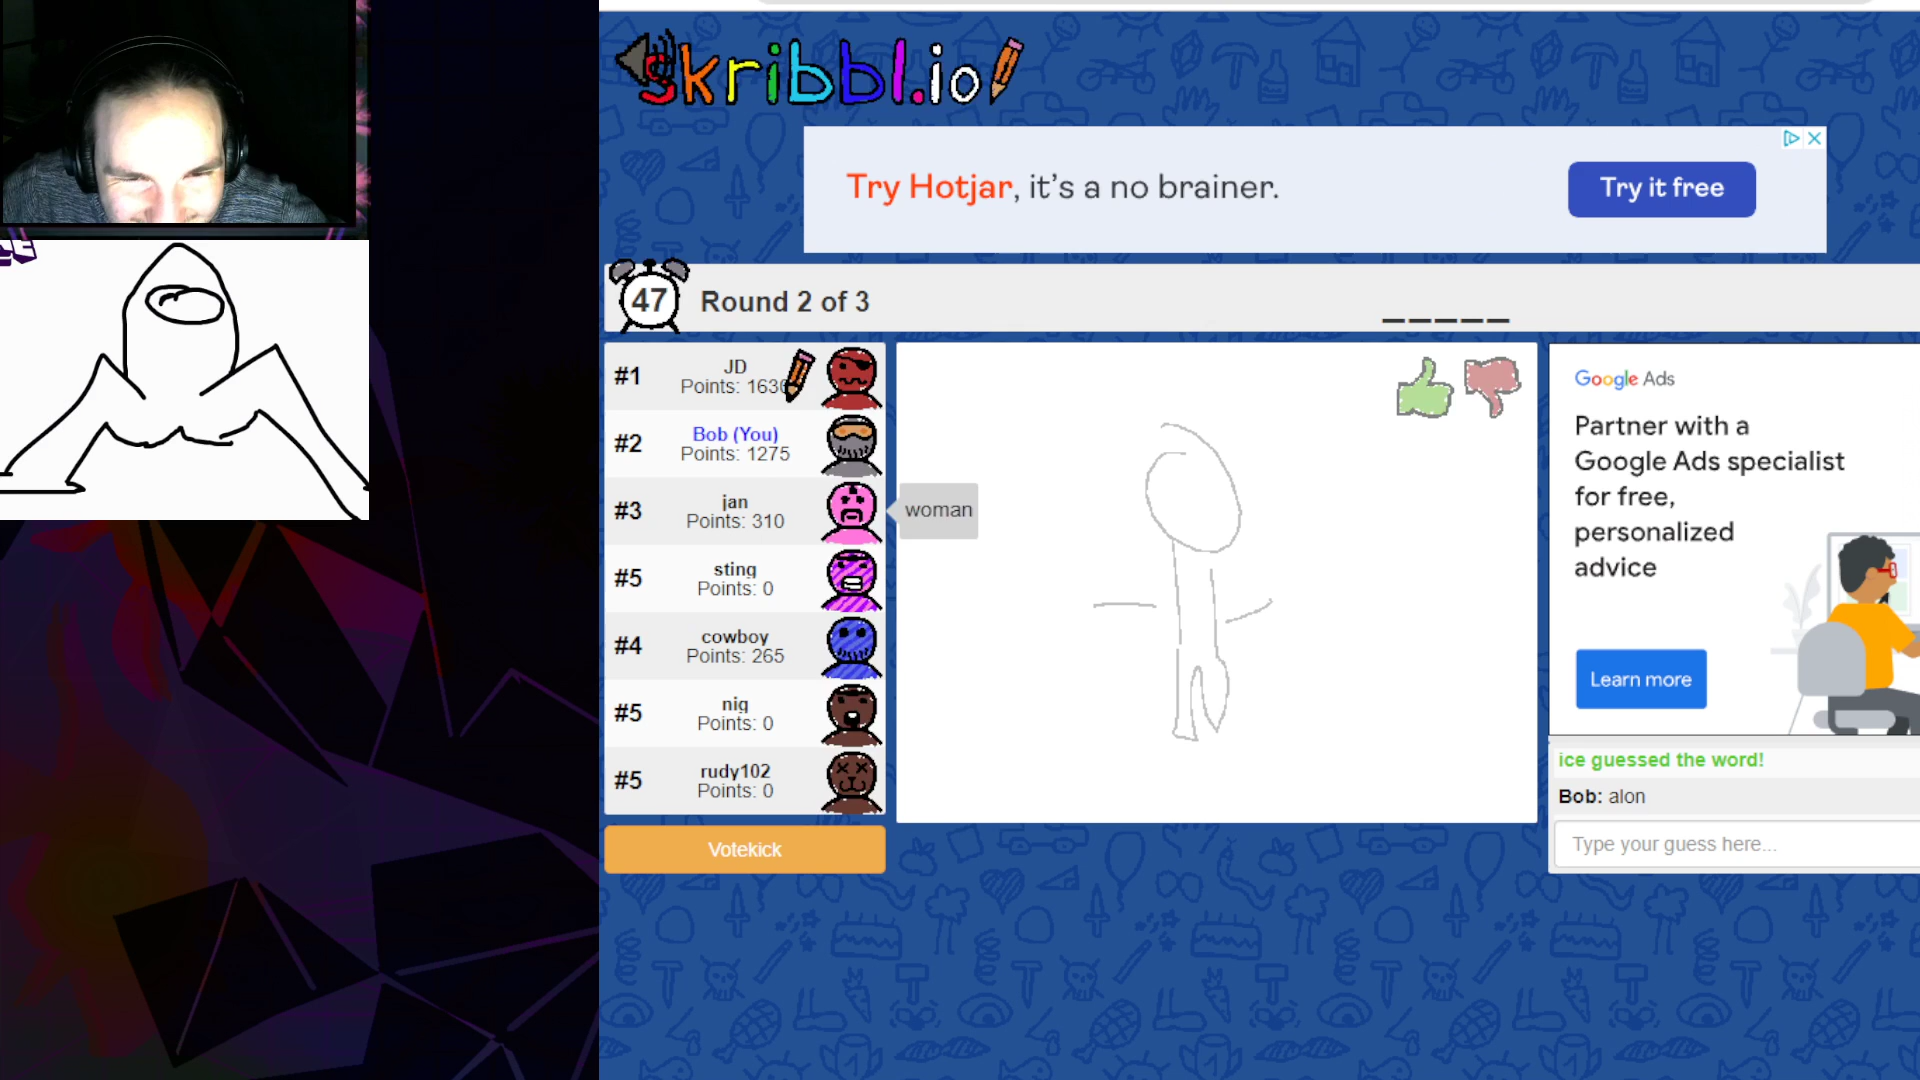 skribbl.io
Try Hotjar, it's a no brainer.
Try it free
47
Round 2 of 3
_____
#1
JD
Points: 1630
#2
Bob (You)
Points: 1275
#3
jan
Points: 310
woman
#5
sting
Points: 0
#4
cowboy
Points: 265
#5
nig
Points: 0
#5
rudy102
Points: 0
Votekick
Google Ads
Partner with a
Google Ads specialist
for free,
personalized
advice
Learn more
ice guessed the word!
Bob: alon
Type your guess here...